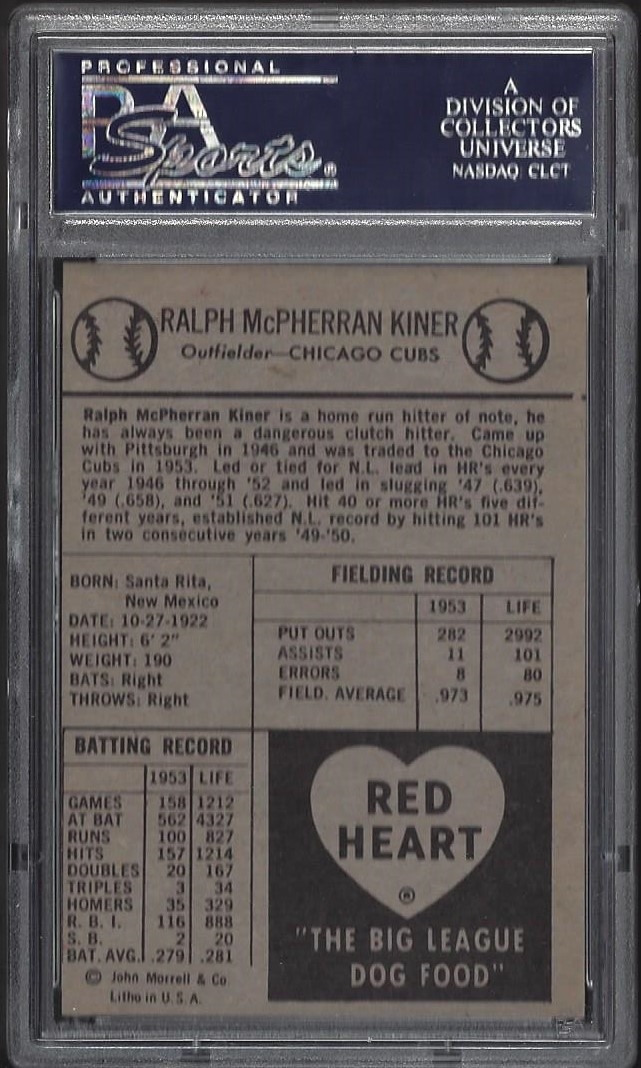 PROFESSIONAL
PSA
Sports®
AUTHENTICATOR
A
DIVISION OF
COLLECTORS
UNIVERSE
NASDAQ CLCT
RALPH McPHERRAN KINER
Outfielder—CHICAGO CUBS
Ralph McPherran Kiner is a home run hitter of note, he
has always been a dangerous clutch hitter. Came up
with Pittsburgh in 1946 and was traded to the Chicago
Cubs in 1953. Led or tied for N.L. lead in HR's every
year 1946 through '52 and led in slugging '47 (.639),
'49 (.658), and '51 (.627). Hit 40 or more HR's five dif-
ferent years, established N.L. record by hitting 101 HR's
in two consecutive years '49-'50.
BORN: Santa Rita,
New Mexico
DATE: 10-27-1922
HEIGHT: 6' 2"
WEIGHT: 190
BATS: Right
THROWS: Right
FIELDING RECORD
1953 LIFE
PUT OUTS 282 2992
ASSISTS 11 101
ERRORS 8 80
FIELD. AVERAGE .973 .975
BATTING RECORD
1953 LIFE
GAMES 158 1212
AT BAT 562 4327
RUNS 100 827
HITS 157 1214
DOUBLES 20 167
TRIPLES 3 34
HOMERS 35 329
R. B. I. 116 888
S. B. 2 20
BAT. AVG. .279 .281
© John Morrell & Co
Litho in U. S. A.
RED
HEART
®
"THE BIG LEAGUE
DOG FOOD"